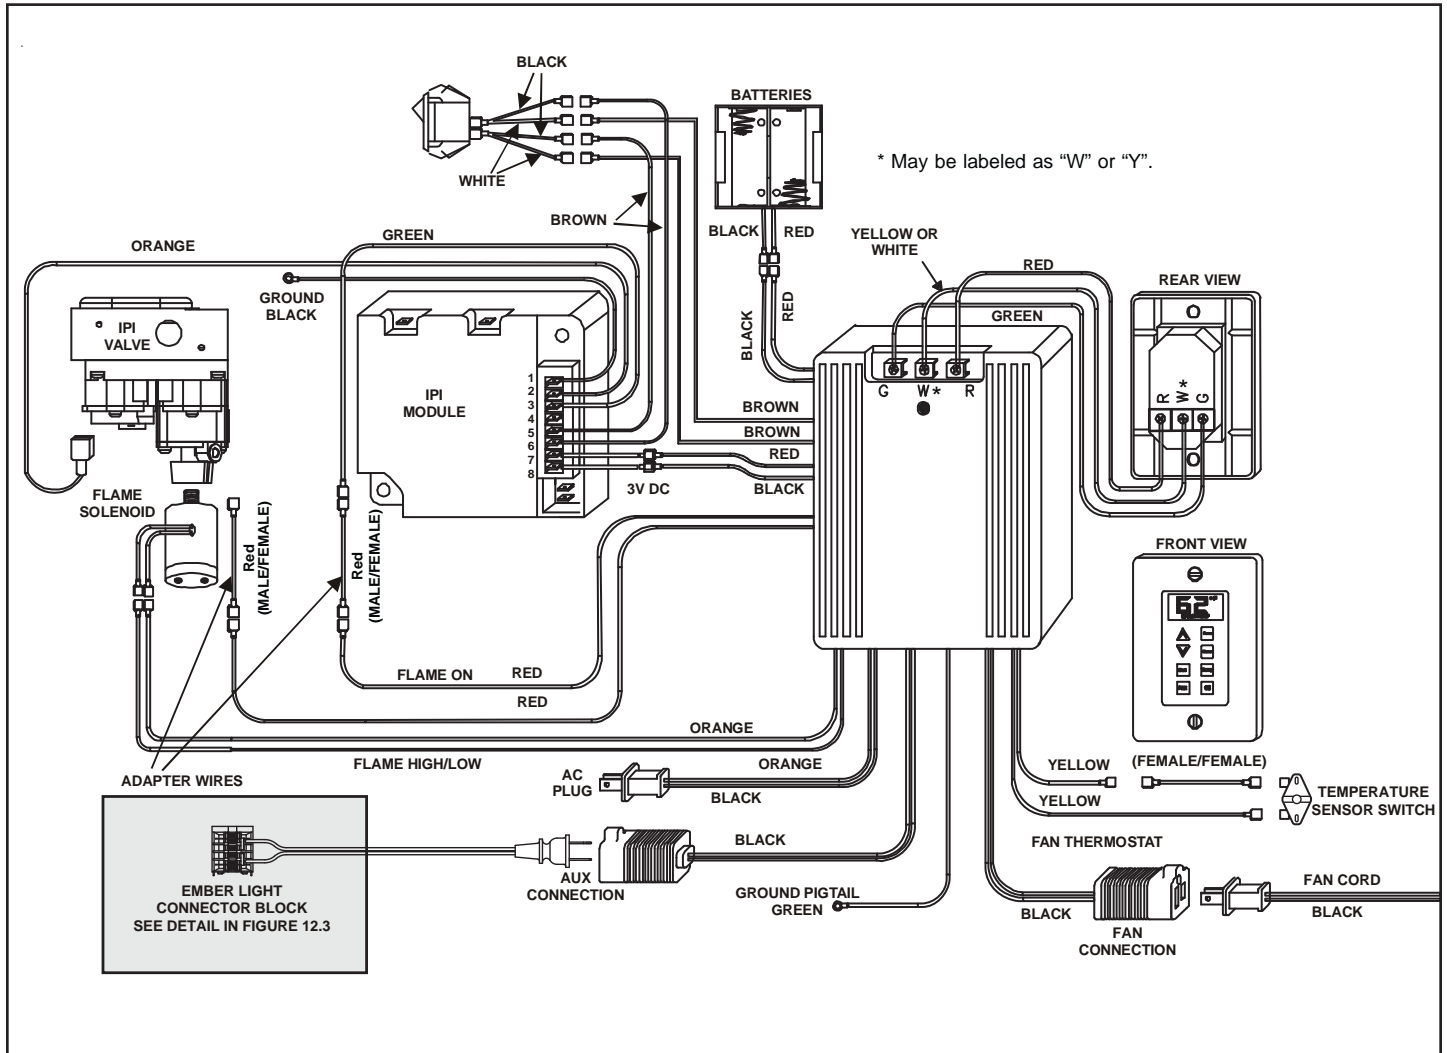 BLACK
BATTERIES
* May be labeled as “W” or “Y”.
WHITE
BROWN
BLACK RED
YELLOW OR
WHITE
ORANGE
GREEN
RED
REAR VIEW
GROUND
BLACK
IPI
VALVE
BLACK
RED
GREEN
G W* R
R W* G
IPI
MODULE
1
2
3
4
5
6
7
8
BROWN
BROWN
RED
BLACK
3V DC
FLAME
SOLENOID
Red
(MALE/FEMALE)
Red
(MALE/FEMALE)
FRONT VIEW
62
FLAME ON RED
RED
ORANGE
FLAME HIGH/LOW
ORANGE
ADAPTER WIRES
AC
PLUG
BLACK
YELLOW
(FEMALE/FEMALE)
YELLOW
TEMPERATURE
SENSOR SWITCH
FAN THERMOSTAT
BLACK
AUX
CONNECTION
EMBER LIGHT
CONNECTOR BLOCK
SEE DETAIL IN FIGURE 12.3
GROUND PIGTAIL
GREEN
BLACK
FAN
CONNECTION
FAN CORD
BLACK